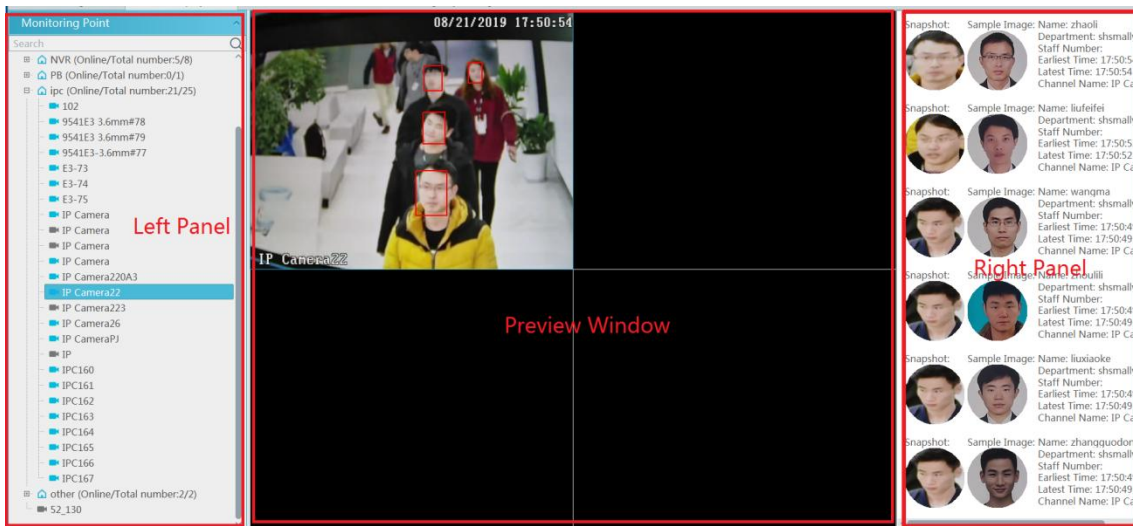 Monitoring Point
Search
NVR (Online/Total number:5/8)
PB (Online/Total number:0/1)
ipc (Online/Total number:21/25)
102
9541E3 3.6mm#78
9541E3 3.6mm#79
9541E3-3.6mm#77
E3-73
E3-74
E3-75
IP Camera
IP Camera
IP Camera
IP Camera
IP Camera220A3
IP Camera22
IP Camera223
IP Camera26
IP CameraPJ
IP
IPC160
IPC161
IPC162
IPC163
IPC164
IPC165
IPC166
IPC167
other (Online/Total number:2/2)
52_130
Left Panel
08/21/2019 17:50:54
IP Camera22
Preview Window
Right Panel
Snapshot: Sample Image: Name: zhaoli
Department: shsmally
Staff Number:
Earliest Time: 17:50:5
Latest Time: 17:50:54
Channel Name: IP Ca
Snapshot: Sample Image: Name: liufeifei
Department: shsmally
Staff Number:
Earliest Time: 17:50:5
Latest Time: 17:50:52
Channel Name: IP Ca
Snapshot: Sample Image: Name: wangma
Department: shsmally
Staff Number:
Earliest Time: 17:50:4
Latest Time: 17:50:49
Channel Name: IP Ca
Snapshot: Sample Image: Name: zhoulili
Department: shsmally
Staff Number:
Earliest Time: 17:50:4
Latest Time: 17:50:49
Channel Name: IP Ca
Snapshot: Sample Image: Name: liuxiaoke
Department: shsmally
Staff Number:
Earliest Time: 17:50:4
Latest Time: 17:50:49
Channel Name: IP Ca
Snapshot: Sample Image: Name: zhangquodon
Department: shsmally
Staff Number:
Earliest Time: 17:50:4
Latest Time: 17:50:49
Channel Name: IP Ca